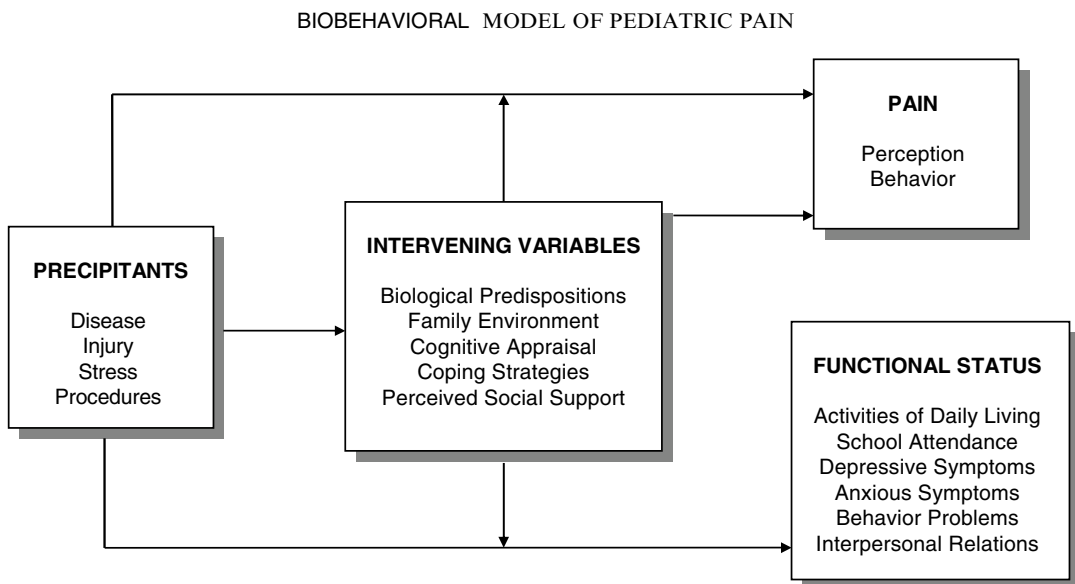 BIOBEHAVIORAL MODEL OF PEDIATRIC PAIN
PAIN
Perception
Behavior
PRECIPITANTS
Disease
Injury
Stress
Procedures
INTERVENING VARIABLES
Biological Predispositions
Family Environment
Cognitive Appraisal
Coping Strategies
Perceived Social Support
FUNCTIONAL STATUS
Activities of Daily Living
School Attendance
Depressive Symptoms
Anxious Symptoms
Behavior Problems
Interpersonal Relations